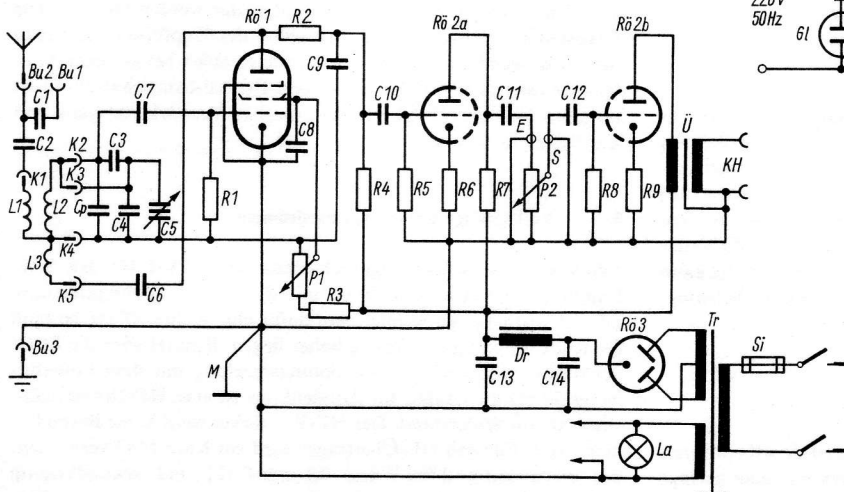 Rö1
R2
Rö2a
Rö2b
220V
50Hz
Gl
Bu2
Bu1
C1
C9
C7
C10
C11
C12
C8
E
Ü
C2
K2
C3
S
KH
K1
K3
R1
R4
R5
R6
R7
P2
R8
R9
L1
L2
Cp
C4
C5
K4
L3
P1
K5
C6
R3
Rö3
Tr
Si
Bu3
M
Dr
C13
C14
La